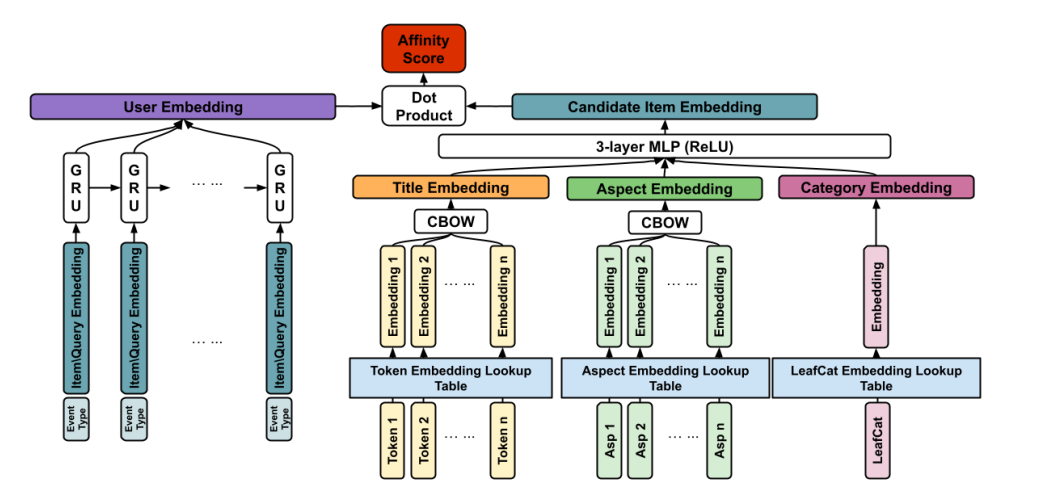 Affinity
Score
User Embedding
Dot
Product
Candidate Item Embedding
3-layer MLP (ReLU)
G
R
U
G
R
U
... ...
G
R
U
Title Embedding
Aspect Embedding
Category Embedding
CBOW
CBOW
Item\Query Embedding
Item\Query Embedding
... ...
Item\Query Embedding
Embedding 1
Embedding 2
... ...
Embedding n
Embedding 1
Embedding 2
... ...
Embedding n
Embedding
Token Embedding Lookup
Table
Aspect Embedding Lookup
Table
LeafCat Embedding Lookup
Table
Event
Type
Event
Type
Event
Type
Token 1
Token 2
... ...
Token n
Asp 1
Asp 2
... ...
Asp n
LeafCat